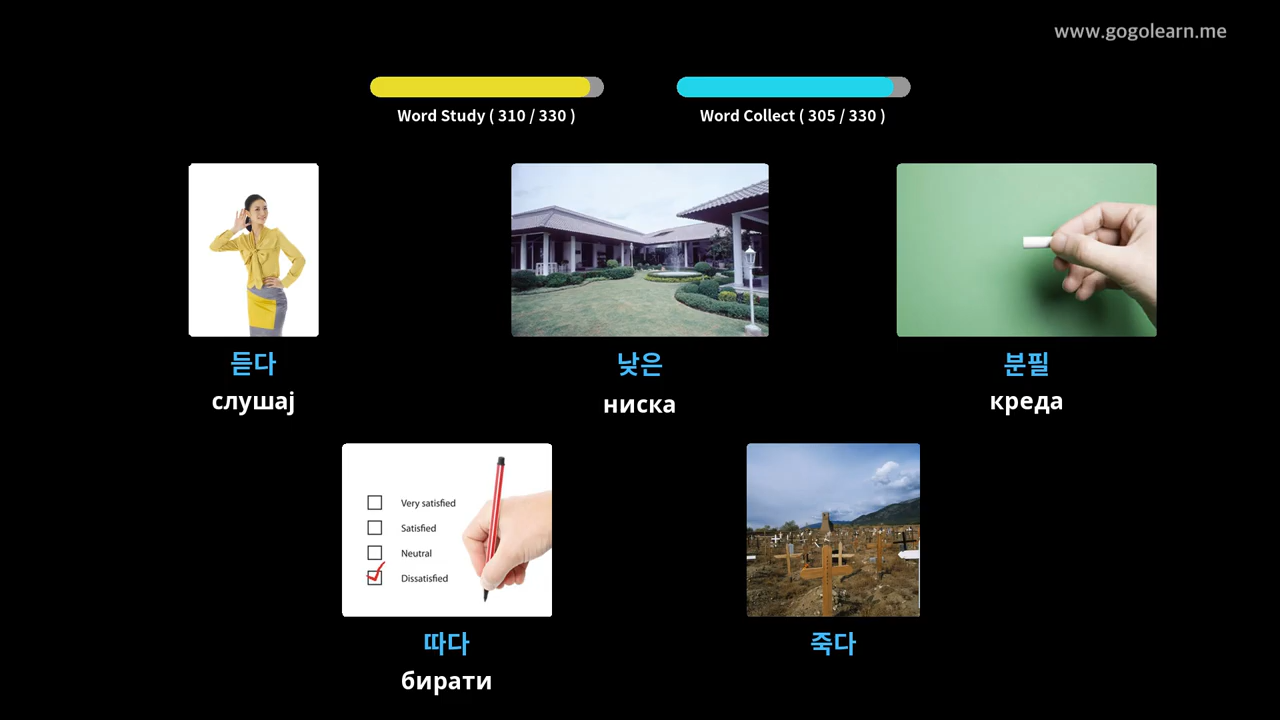 www.gogolearn.me
Word Study ( 310 / 330 )
Word Collect ( 305 / 330 )
듣다
слушај
낮은
ниска
분필
креда
Very satisfied
Satisfied
Neutral
Dissatisfied
따다
бирати
죽다